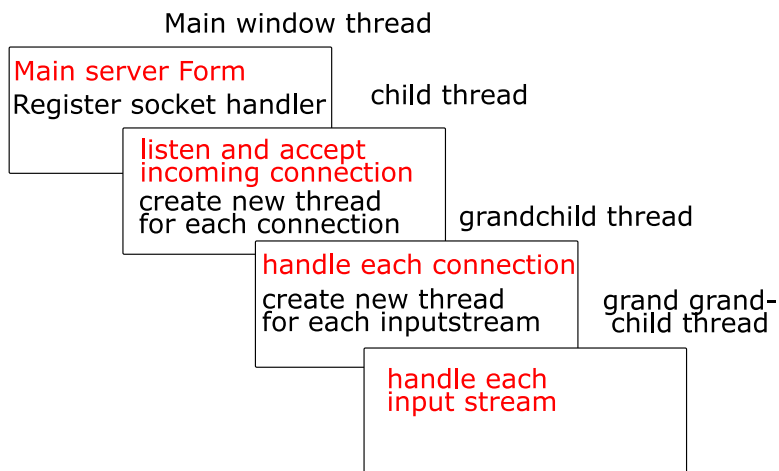 Main window thread
Main server Form
Register socket handler
child thread
listen and accept
incoming connection
create new thread
for each connection
grandchild thread
handle each connection
create new thread
for each inputstream
grand grand-
child thread
handle each
input stream